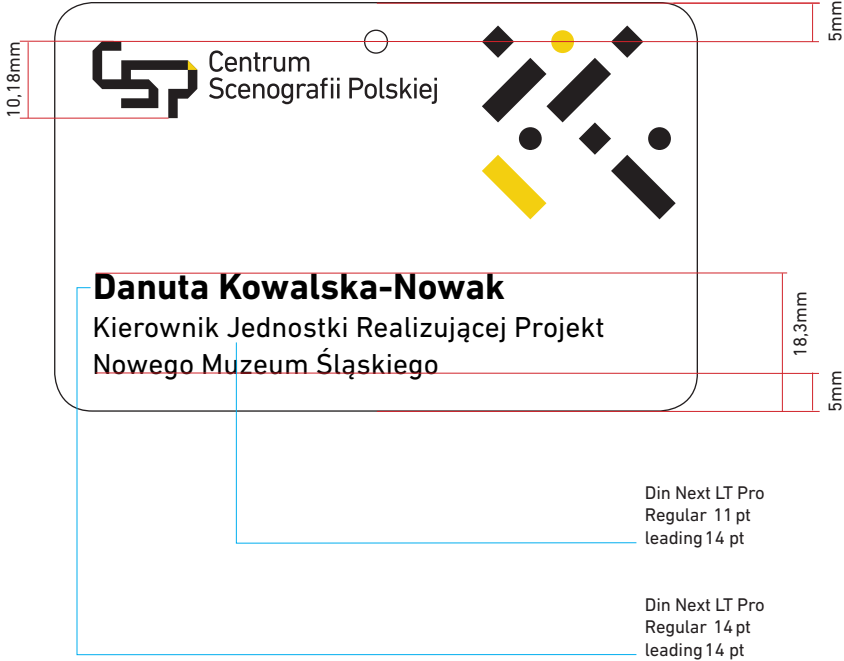 5mm
10,18mm
CSP
Centrum
Scenografii Polskiej
Danuta Kowalska-Nowak
Kierownik Jednostki Realizującej Projekt
Nowego Muzeum Śląskiego
18,3mm
5mm
Din Next LT Pro
Regular 11 pt
leading 14 pt
Din Next LT Pro
Regular 14 pt
leading 14 pt